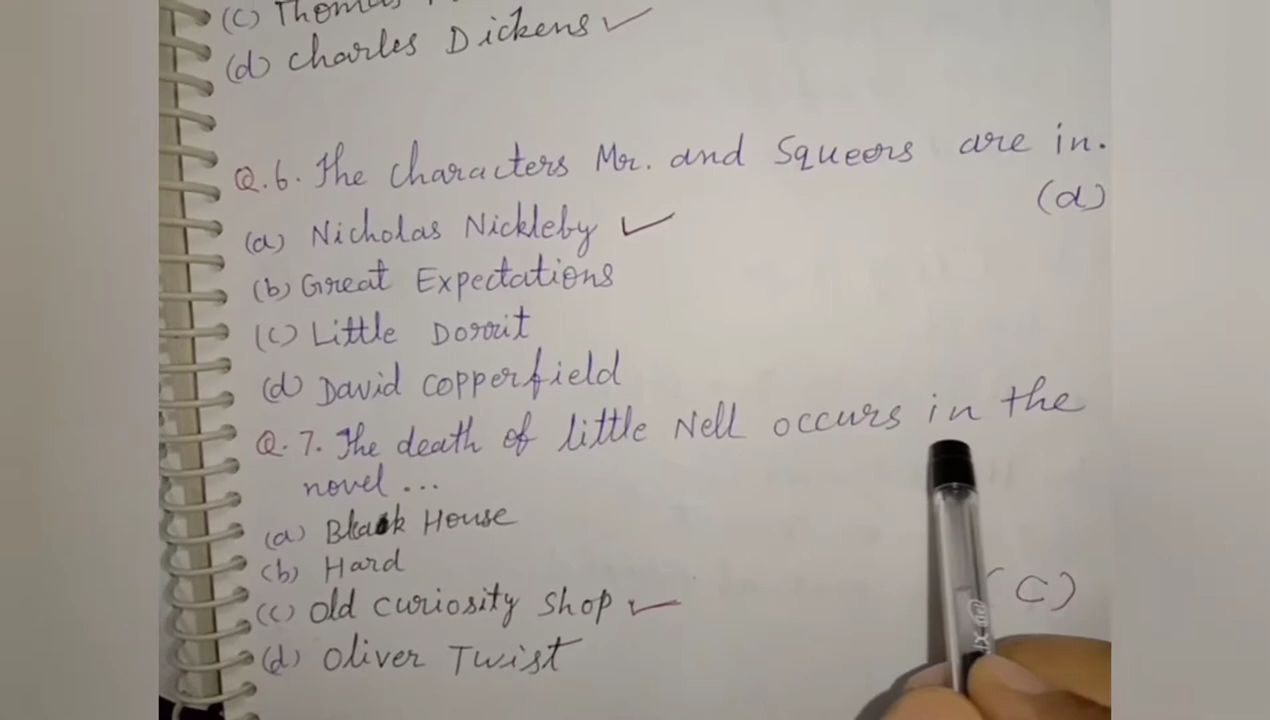 (c) Thomas
(d) Charles Dickens
Q.6. The characters Mr. and Squeers are in.
(a)
(a) Nicholas Nickleby
(b) Great Expectations
(c) Little Dorrit
(d) David Copperfield
Q.7. The death of little Nell occurs in the
novel ...
(a) Black House
(b) Hard
(c) Old curiosity shop
(C)
(d) Oliver Twist